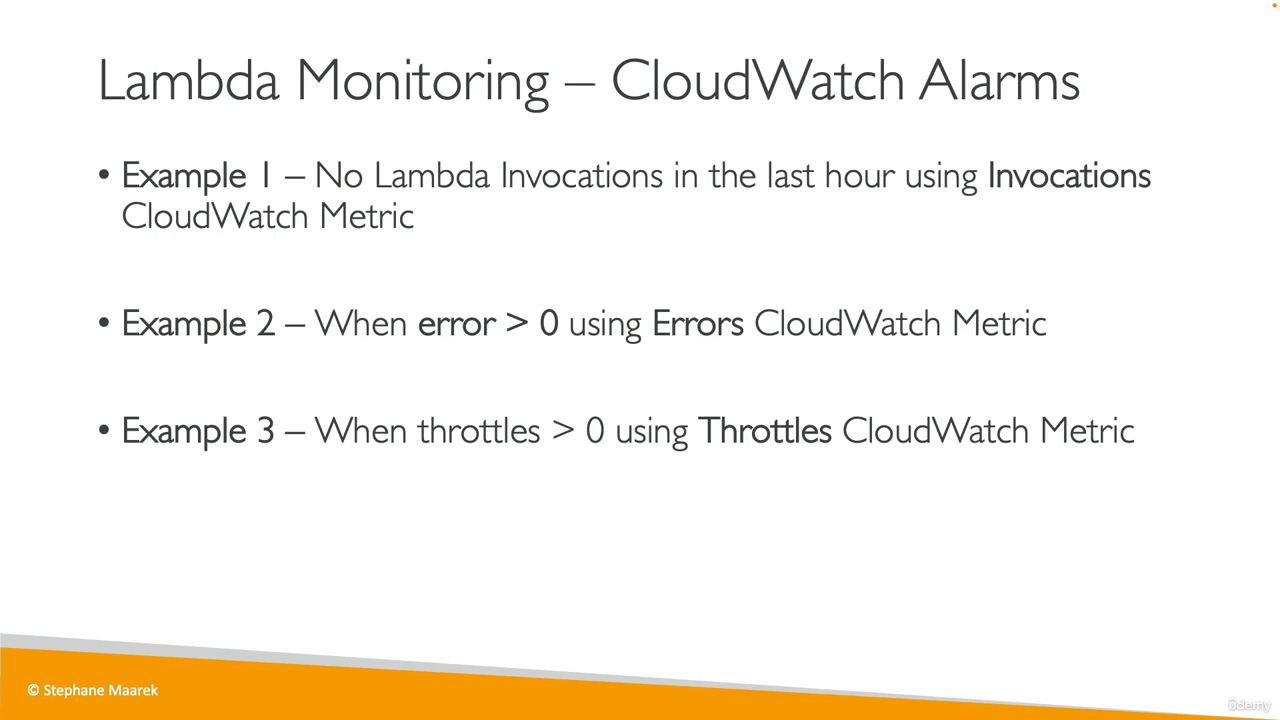 Lambda Monitoring – CloudWatch Alarms
• Example 1 – No Lambda Invocations in the last hour using Invocations
CloudWatch Metric
• Example 2 – When error > 0 using Errors CloudWatch Metric
• Example 3 – When throttles > 0 using Throttles CloudWatch Metric
© Stephane Maarek
ûdemy